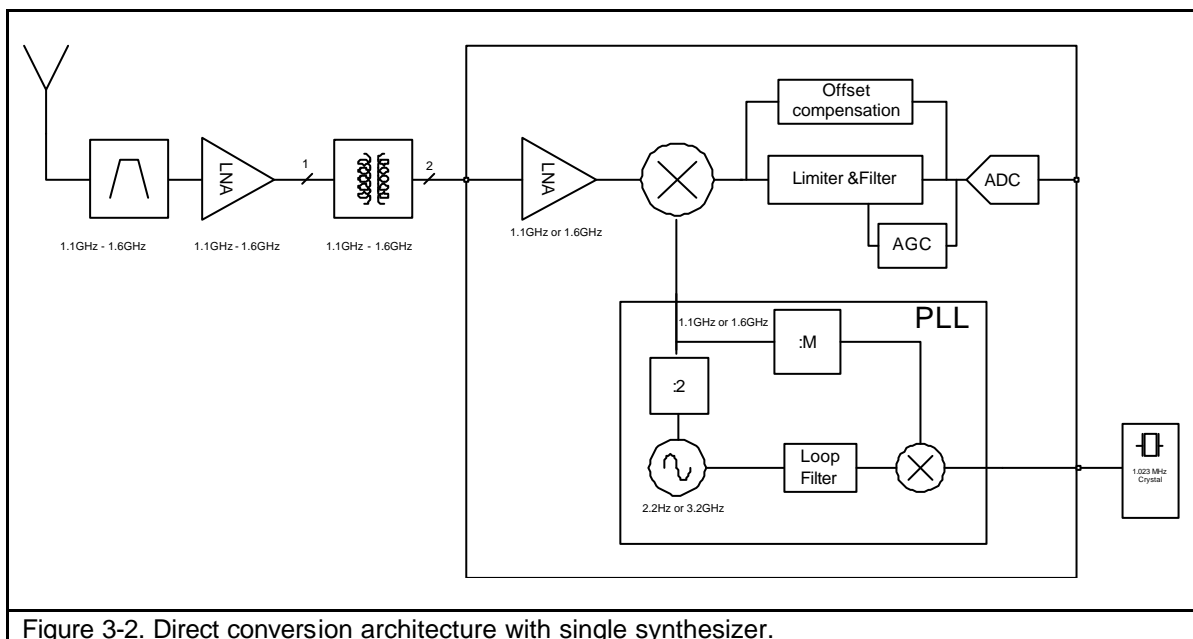 Offset
compensation
LNA
1
2
LNA
Limiter &Filter
ADC
1.1GHz - 1.6GHz
1.1GHz - 1.6GHz
1.1GHz - 1.6GHz
1.1GHz or 1.6GHz
AGC
PLL
1.1GHz or 1.6GHz
:M
:2
Loop
Filter
1.023 MHz
Crystal
2.2Hz or 3.2GHz
Figure 3-2. Direct conversion architecture with single synthesizer.